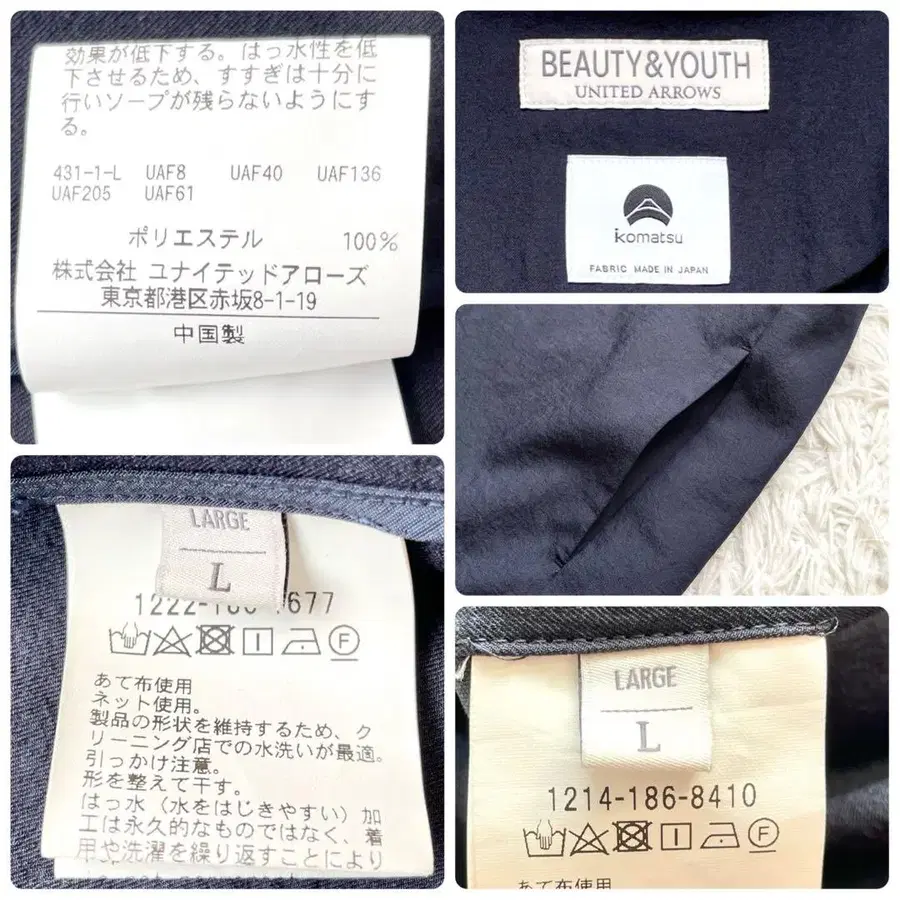 効果が低下する。はっ水性を低
下させるため、すすぎは十分に
行いソープが残らないようにす
る。
431-1-L UAF8 UAF40 UAF136
UAF205 UAF61
ポリエステル 100%
株式会社 ユナイテッドアローズ
東京都港区赤坂8-1-19
中国製
BEAUTY&YOUTH
UNITED ARROWS
komatsu
FABRIC MADE IN JAPAN
LARGE
L
1222-186-7677
F
あて布使用
ネット使用。
製品の形状を維持するため、ク
リーニング店での水洗いが最適。
引っかけ注意。
形を整えて干す。
はっ水（水をはじきやすい）加
工は永久的なものではなく、着
用や洗濯を繰り返すことにより
LARGE
L
1214-186-8410
F
あて布使用